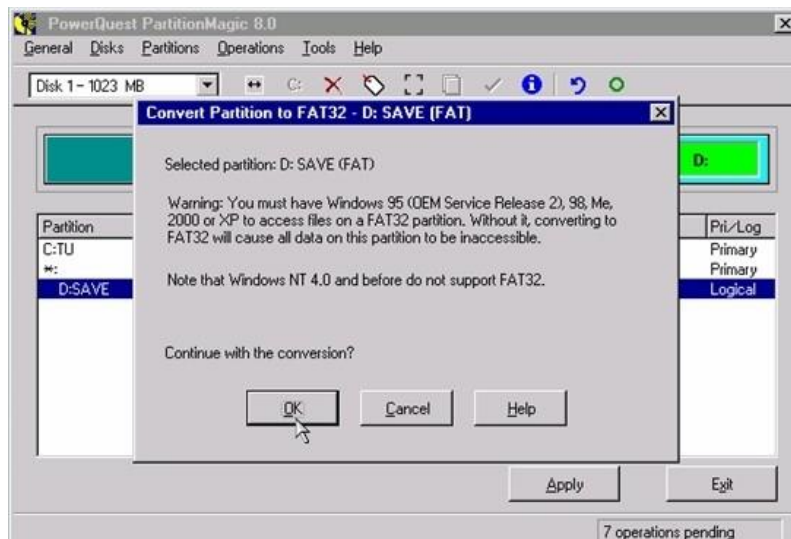 PowerQuest PartitionMagic 8.0
General Disks Partitions Operations Tools Help
Disk 1 - 1023 MB
C:
Convert Partition to FAT32 - D: SAVE (FAT)
D:
Selected partition: D: SAVE (FAT)
Warning: You must have Windows 95 (OEM Service Release 2), 98, Me,
2000 or XP to access files on a FAT32 partition. Without it, converting to
FAT32 will cause all data on this partition to be inaccessible.
Note that Windows NT 4.0 and before do not support FAT32.
Continue with the conversion?
OK Cancel Help
Partition Pri/Log
C:TU Primary
*: Primary
D:SAVE Logical
Apply Exit
7 operations pending